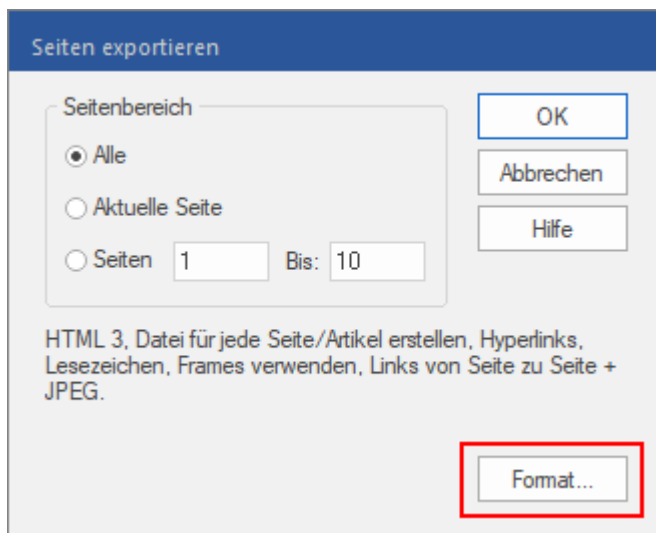 Seiten exportieren
Seitenbereich
Alle
Aktuelle Seite
Seiten 1 Bis: 10
OK
Abbrechen
Hilfe
HTML 3, Datei für jede Seite/Artikel erstellen, Hyperlinks,
Lesezeichen, Frames verwenden, Links von Seite zu Seite +
JPEG.
Format...